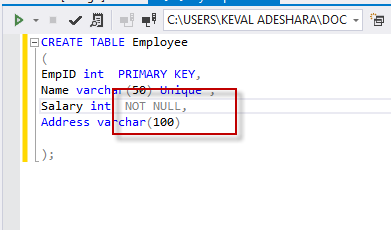 C:\USERS\KEVAL ADESHARA\DOC
CREATE TABLE Employee
(
EmpID int  PRIMARY KEY,
Name varchar(50) Unique ,
Salary int  NOT NULL,
Address varchar(100)
);